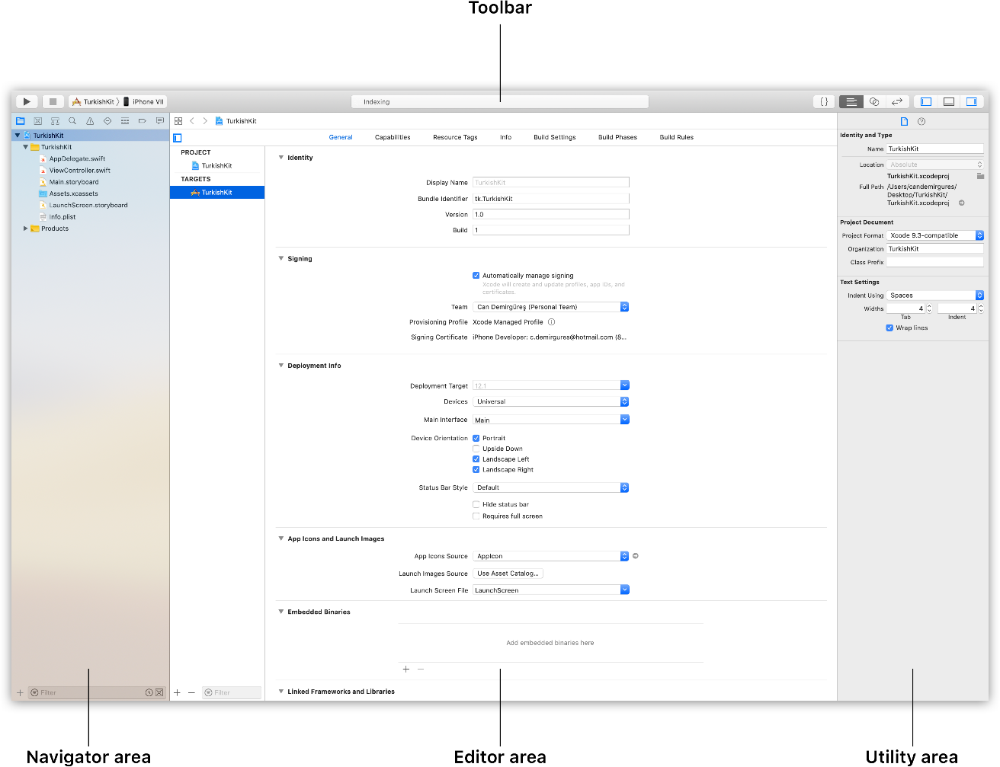 Toolbar
TurkishKit 〉 iPhone VII
Indexing
{ }
TurkishKit
TurkishKit
TurkishKit
AppDelegate.swift
ViewController.swift
Main.storyboard
Assets.xcassets
LaunchScreen.storyboard
Info.plist
Products
Filter
General Capabilities Resource Tags Info Build Settings Build Phases Build Rules
PROJECT
TurkishKit
TARGETS
TurkishKit
Filter
Identity
Display Name TurkishKit
Bundle Identifier tk.TurkishKit
Version 1.0
Build 1
Signing
Automatically manage signing
Xcode will create and update profiles, app IDs, and
certificates.
Team Can Demirgüreş (Personal Team)
Provisioning Profile Xcode Managed Profile
Signing Certificate iPhone Developer: c.demirgures@hotmail.com (8...
Deployment Info
Deployment Target 12.1
Devices Universal
Main Interface Main
Device Orientation Portrait
Upside Down
Landscape Left
Landscape Right
Status Bar Style Default
Hide status bar
Requires full screen
App Icons and Launch Images
App Icons Source AppIcon
Launch Images Source Use Asset Catalog...
Launch Screen File LaunchScreen
Embedded Binaries
Add embedded binaries here
Linked Frameworks and Libraries
Identity and Type
Name TurkishKit
Location Absolute
TurkishKit.xcodeproj
Full Path /Users/candemirgures/
Desktop/TurkishKit/
TurkishKit.xcodeproj
Project Document
Project Format Xcode 9.3-compatible
Organization TurkishKit
Class Prefix
Text Settings
Indent Using Spaces
Widths 4 4
Tab Indent
Wrap lines
Navigator area
Editor area
Utility area